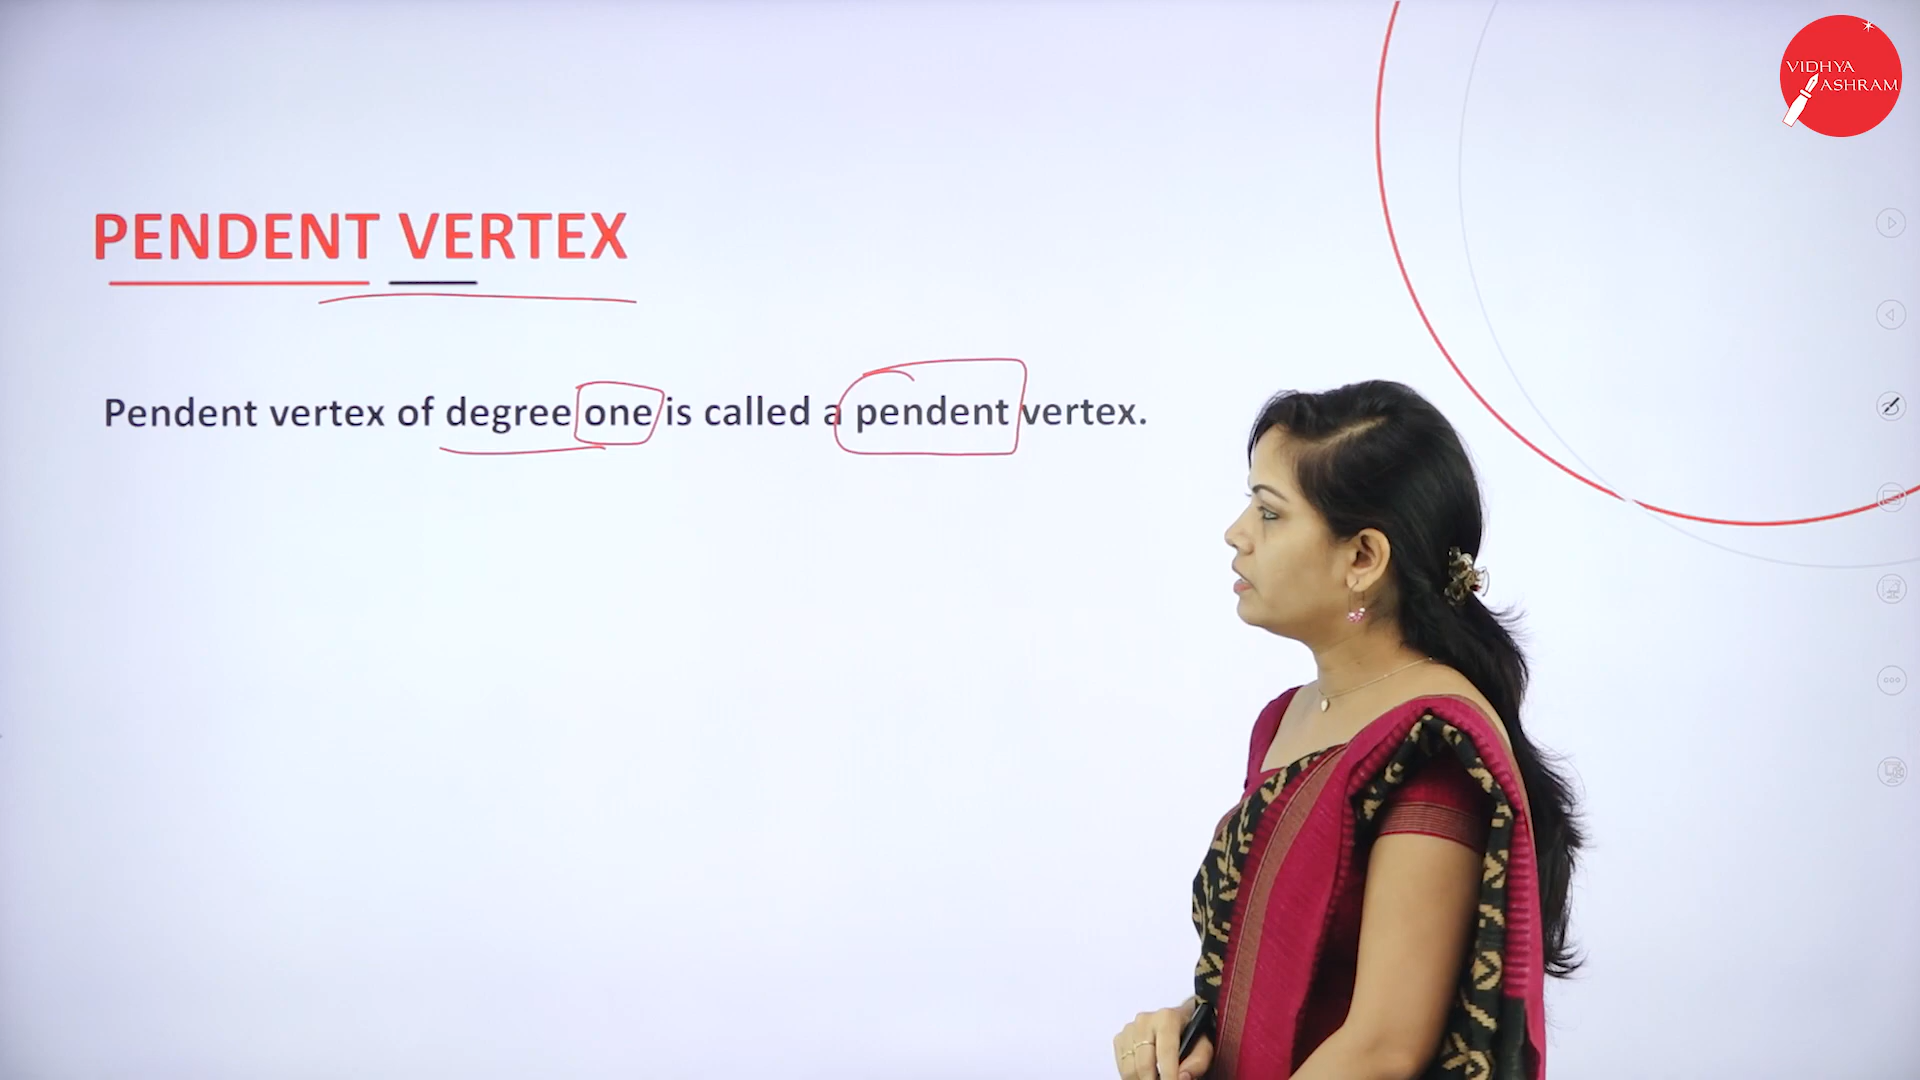 VIDHYA
ASHRAM
PENDENT VERTEX
Pendent vertex of degree one is called a pendent vertex.